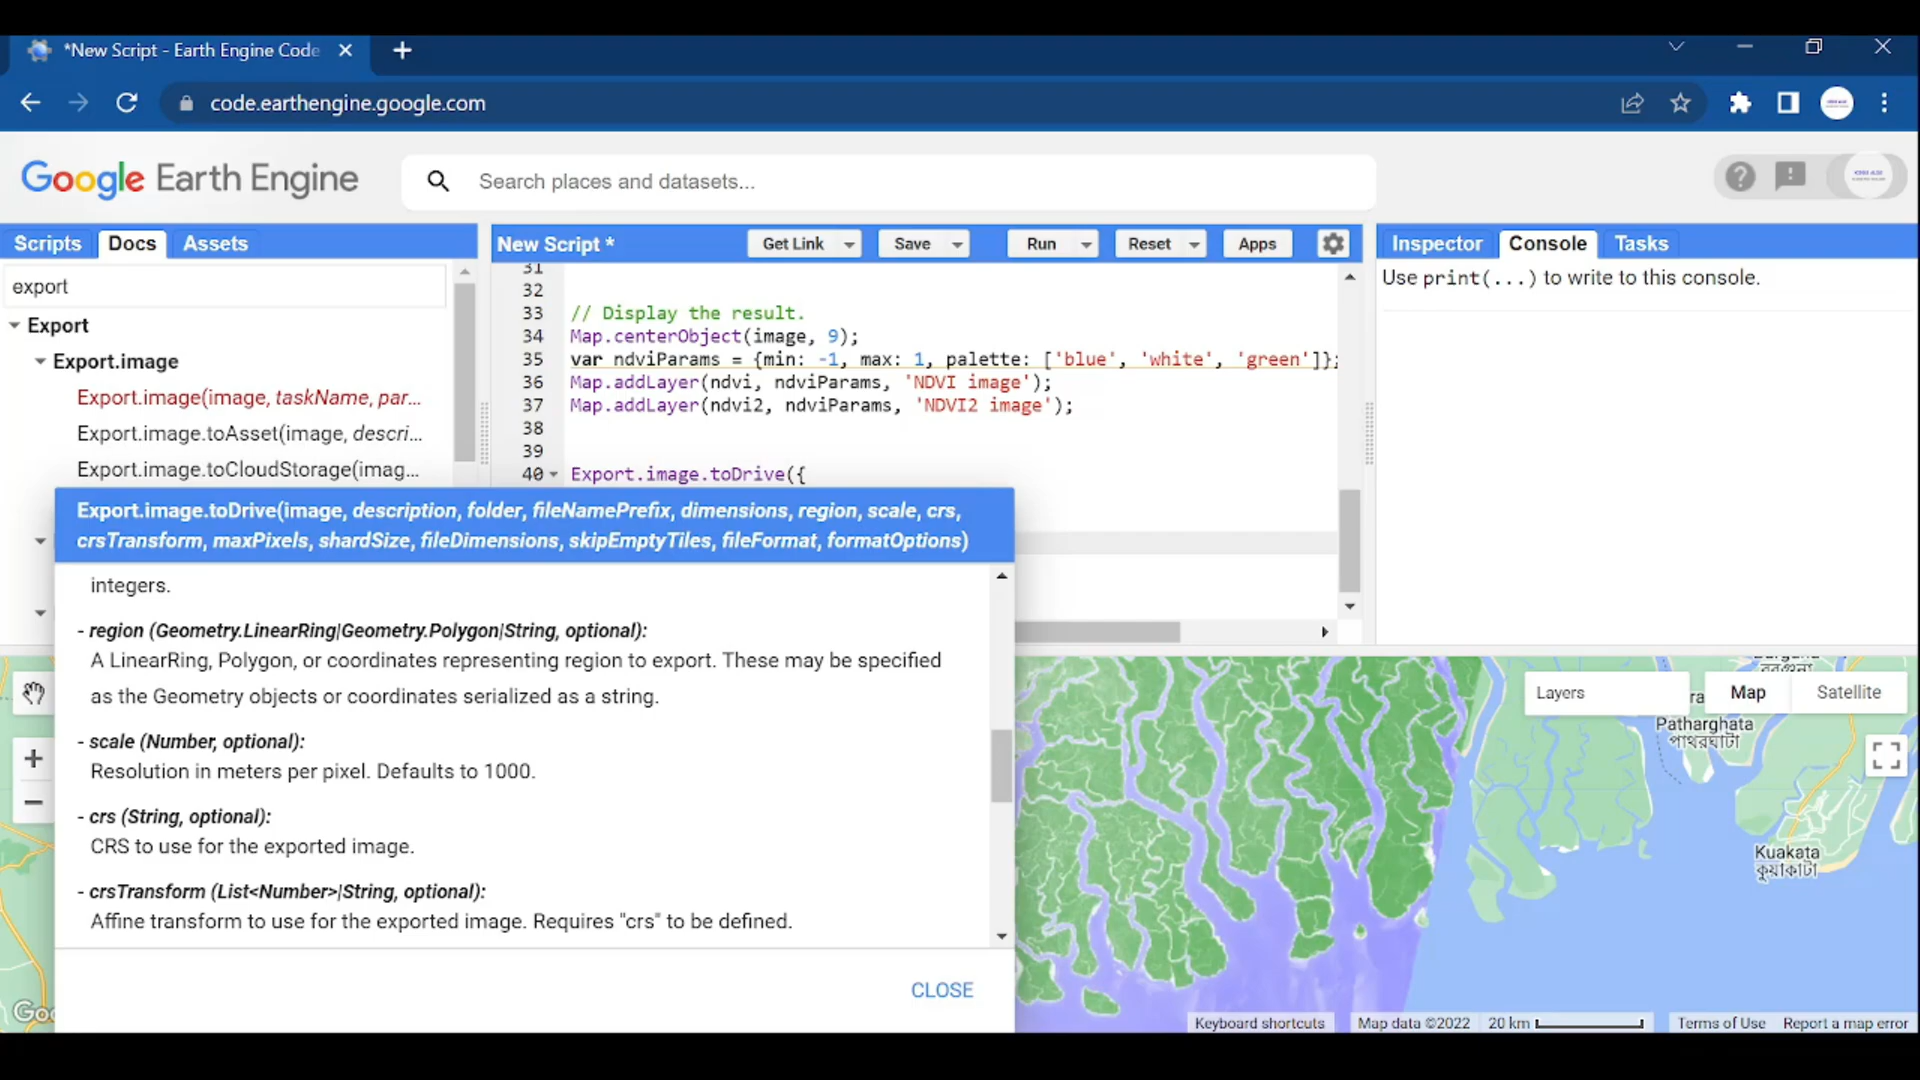 *New Script - Earth Engine Code
code.earthengine.google.com
Google Earth Engine
Search places and datasets...
Scripts Docs Assets
export
Export
Export.image
Export.image(image, taskName, par...
Export.image.toAsset(image, descri...
Export.image.toCloudStorage(imag...
New Script *
Get Link Save Run Reset Apps
31
32
33 // Display the result.
34 Map.centerObject(image, 9);
35 var ndviParams = {min: -1, max: 1, palette: ['blue', 'white', 'green']};
36 Map.addLayer(ndvi, ndviParams, 'NDVI image');
37 Map.addLayer(ndvi2, ndviParams, 'NDVI2 image');
38
39
40 Export.image.toDrive({
Inspector Console Tasks
Use print(...) to write to this console.
Export.image.toDrive(image, description, folder, fileNamePrefix, dimensions, region, scale, crs,
crsTransform, maxPixels, shardSize, fileDimensions, skipEmptyTiles, fileFormat, formatOptions)
integers.
- region (Geometry.LinearRing|Geometry.Polygon|String, optional):
A LinearRing, Polygon, or coordinates representing region to export. These may be specified
as the Geometry objects or coordinates serialized as a string.
- scale (Number, optional):
Resolution in meters per pixel. Defaults to 1000.
- crs (String, optional):
CRS to use for the exported image.
- crsTransform (List<Number>|String, optional):
Affine transform to use for the exported image. Requires "crs" to be defined.
CLOSE
Layers
Map Satellite
Patharghata
পাথরঘাটা
Kuakata
কুয়াকাটা
Goo
Keyboard shortcuts Map data ©2022 20 km Terms of Use Report a map error